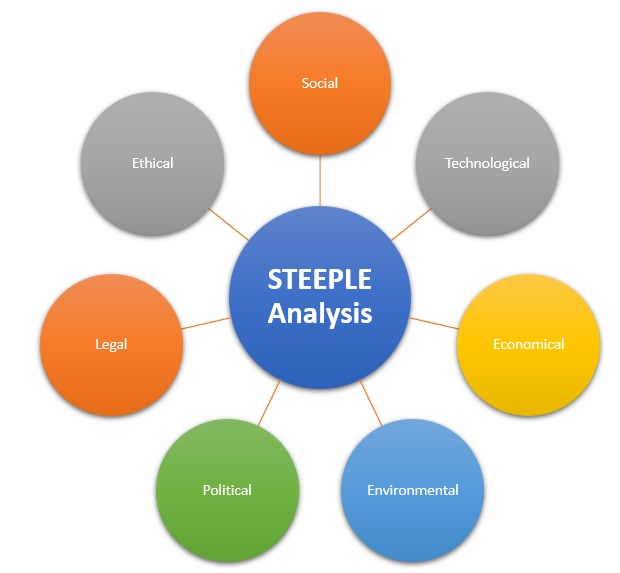 Social
Technological
Economical
Environmental
Political
Legal
Ethical
STEEPLE
Analysis